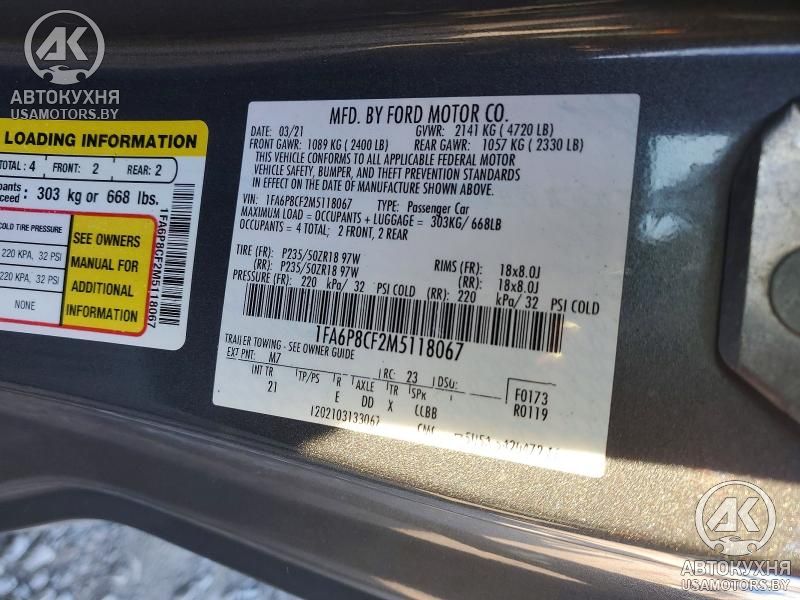 АК
АВТОКУХНЯ
USAMOTORS.BY
LOADING INFORMATION
TOTAL: 4 FRONT: 2 REAR: 2
303 kg or 668 lbs.
COLD TIRE PRESSURE
220 KPA, 32 PSI
220 KPA, 32 PSI
NONE
SEE OWNERS
MANUAL FOR
ADDITIONAL
INFORMATION
1FA6P8CF2M5118067
MFD. BY FORD MOTOR CO.
DATE: 03/21 GVWR: 2141 KG ( 4720 LB)
FRONT GAWR: 1089 KG ( 2400 LB) REAR GAWR: 1057 KG ( 2330 LB)
THIS VEHICLE CONFORMS TO ALL APPLICABLE FEDERAL MOTOR
VEHICLE SAFETY, BUMPER, AND THEFT PREVENTION STANDARDS
IN EFFECT ON THE DATE OF MANUFACTURE SHOWN ABOVE.
VIN: 1FA6P8CF2M5118067 TYPE: Passenger Car
MAXIMUM LOAD = OCCUPANTS + LUGGAGE = 303KG/668LB
OCCUPANTS = 4 TOTAL; 2 FRONT, 2 REAR
TIRE (FR): P235/50ZR18 97W RIMS (FR): 18x8.0J
(RR): P235/50ZR18 97W (RR): 18x8.0J
PRESSURE (FR): 220 kPa/ 32 PSI COLD (RR): 220 kPa/ 32 PSI COLD
1FA6P8CF2M5118067
TRAILER TOWING - SEE OWNER GUIDE
EXT PNT: M7 RC: 23 DSO:
INT TR TP/PS R AXLE TR SPR F0173
21 E DD X CCBB R0119
1202103133067
АК
АВТОКУХНЯ
USAMOTORS.BY